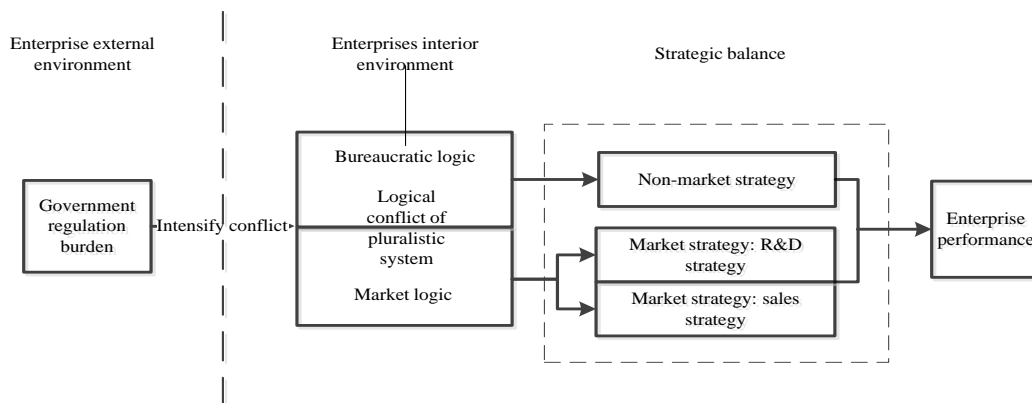 Enterprise external
environment
Enterprises interior
environment
Strategic balance
Government
regulation
burden
Intensify conflict
Bureaucratic logic
Logical
conflict of
pluralistic
system
Market logic
Non-market strategy
Market strategy: R&D
strategy
Market strategy: sales
strategy
Enterprise
performance